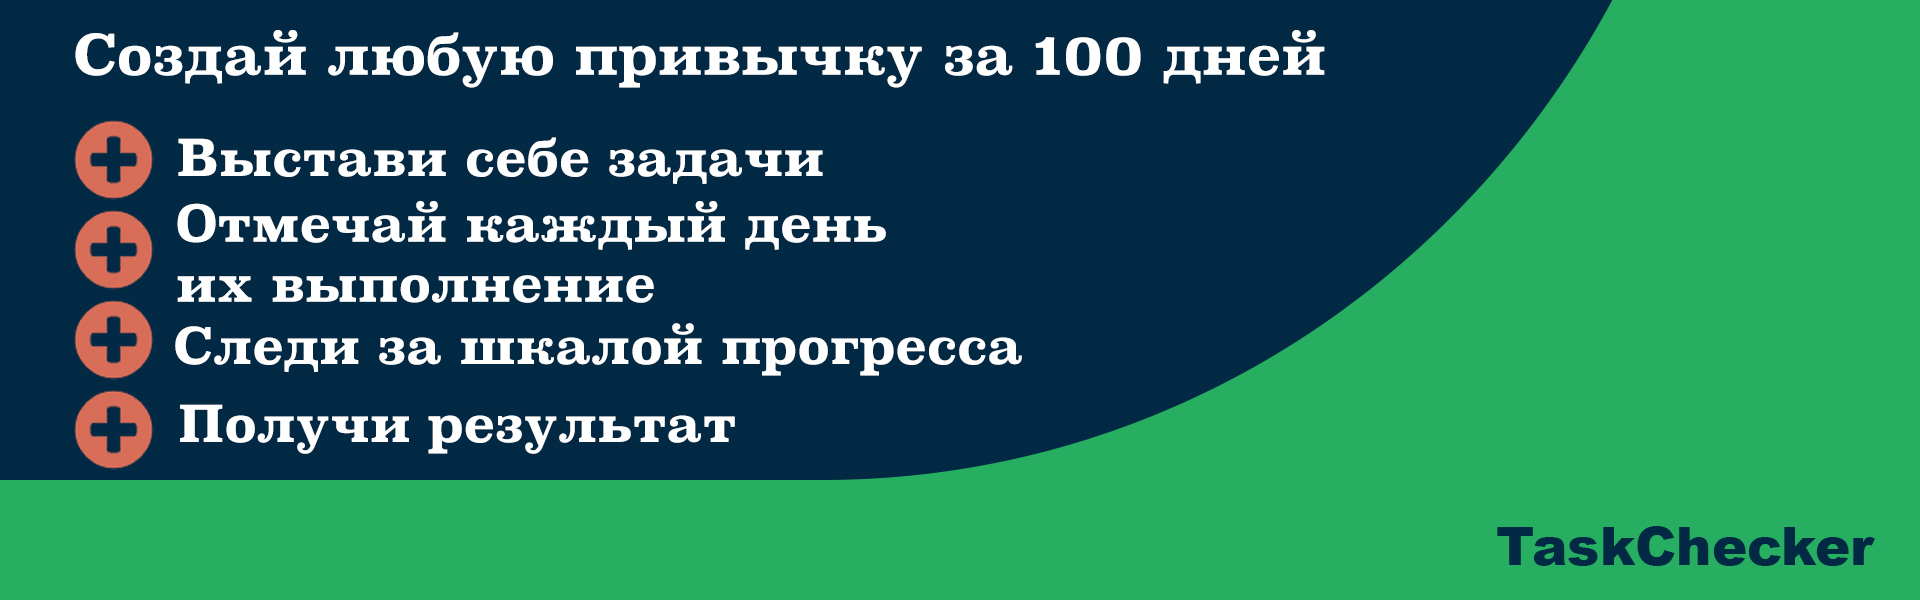 Создай любую привычку за 100 дней
Выстави себе задачи
Отмечай каждый день
их выполнение
Следи за шкалой прогресса
Получи результат
TaskChecker